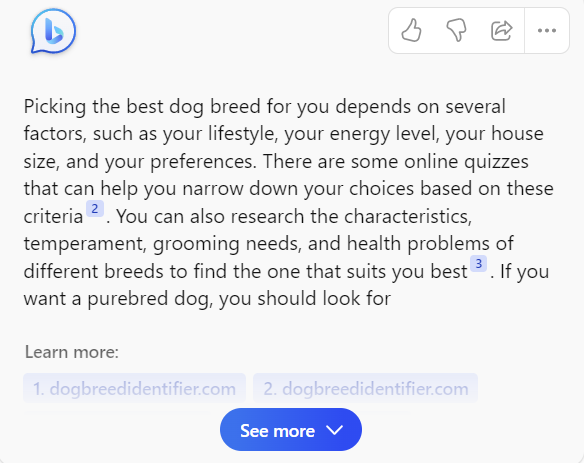 Picking the best dog breed for you depends on several
factors, such as your lifestyle, your energy level, your house
size, and your preferences. There are some online quizzes
that can help you narrow down your choices based on these
criteria 2 . You can also research the characteristics,
temperament, grooming needs, and health problems of
different breeds to find the one that suits you best 3 . If you
want a purebred dog, you should look for
Learn more:
1. dogbreedidentifier.com 2. dogbreedidentifier.com
See more